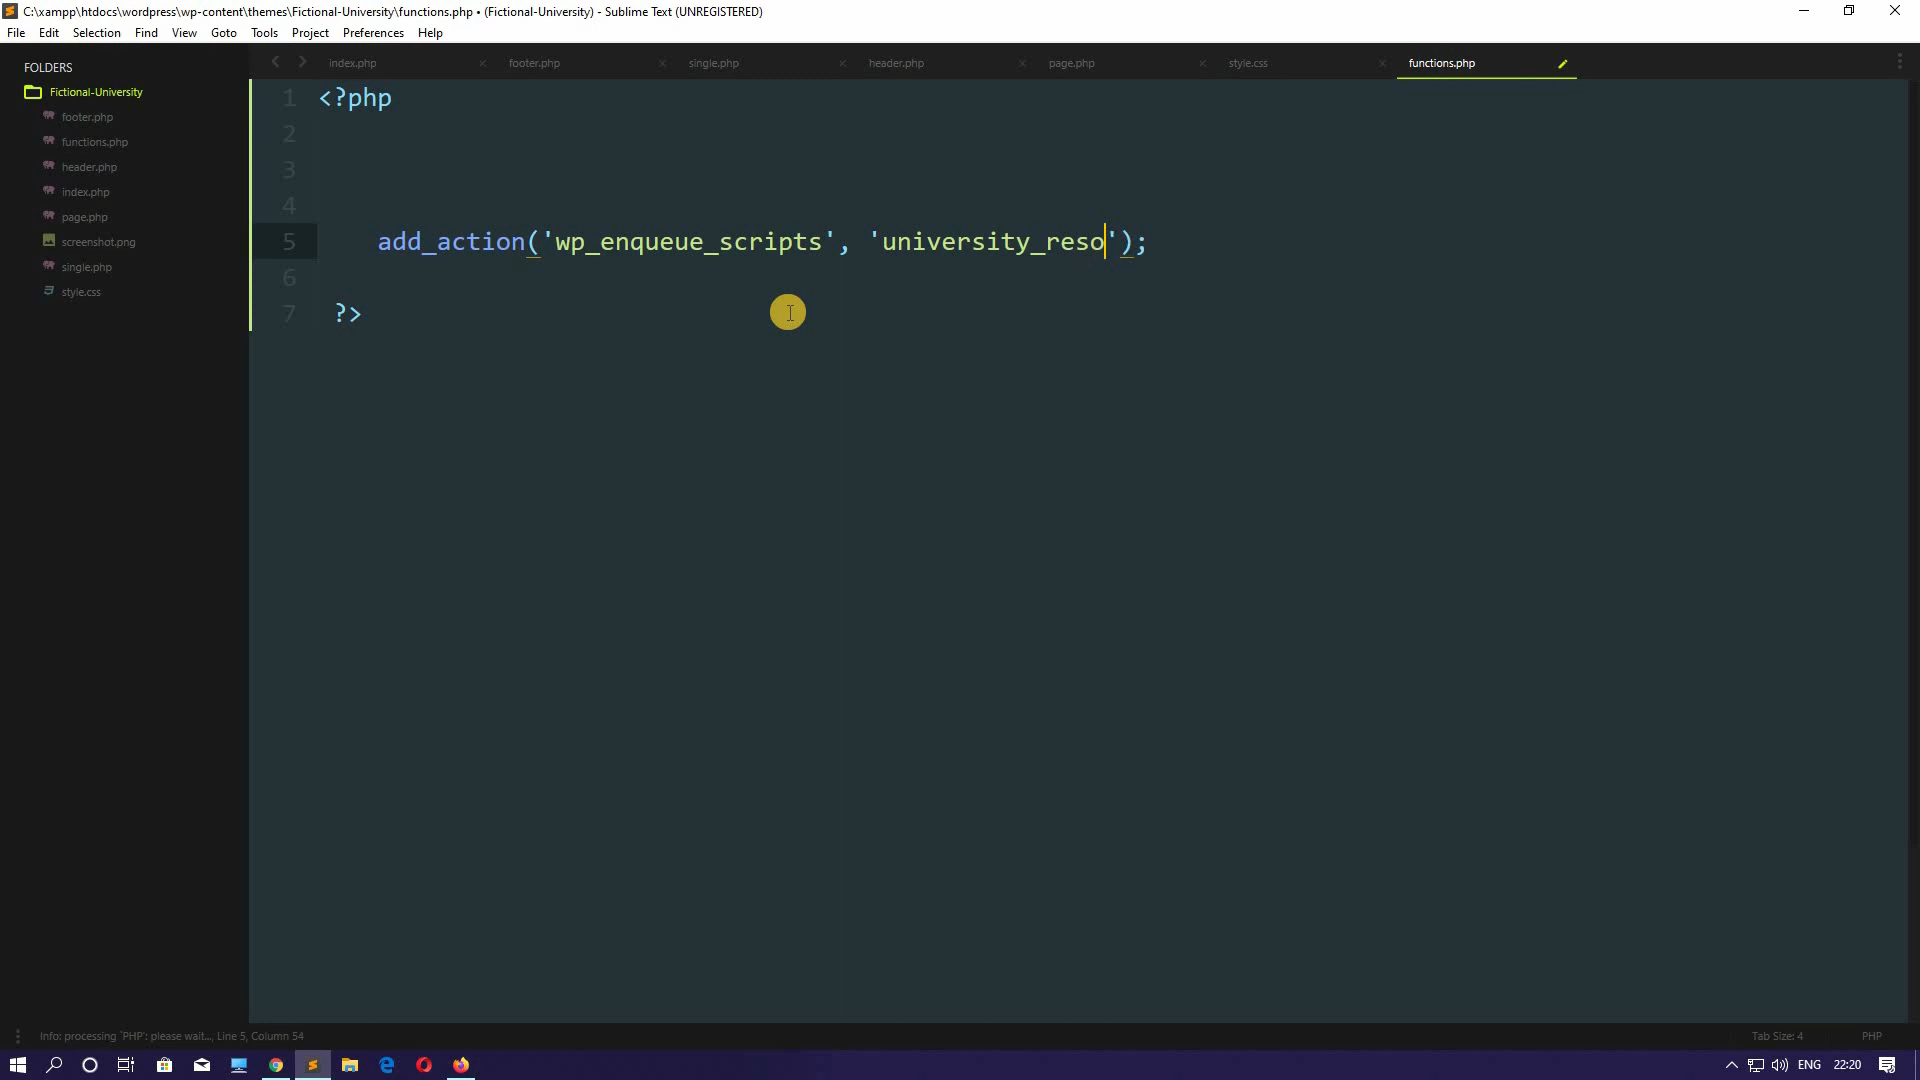 C:\xampp\htdocs\wordpress\wp-content\themes\Fictional-University\functions.php • (Fictional-University) - Sublime Text (UNREGISTERED)
File Edit Selection Find View Goto Tools Project Preferences Help
FOLDERS
Fictional-University
footer.php
functions.php
header.php
index.php
page.php
screenshot.png
single.php
style.css
index.php footer.php single.php header.php page.php style.css functions.php
1 <?php
2
3
4
5 add_action('wp_enqueue_scripts', 'university_reso');
6
7 ?>
Info: processing `PHP': please wait..., Line 5, Column 54
Tab Size: 4 PHP
ENG 22:20